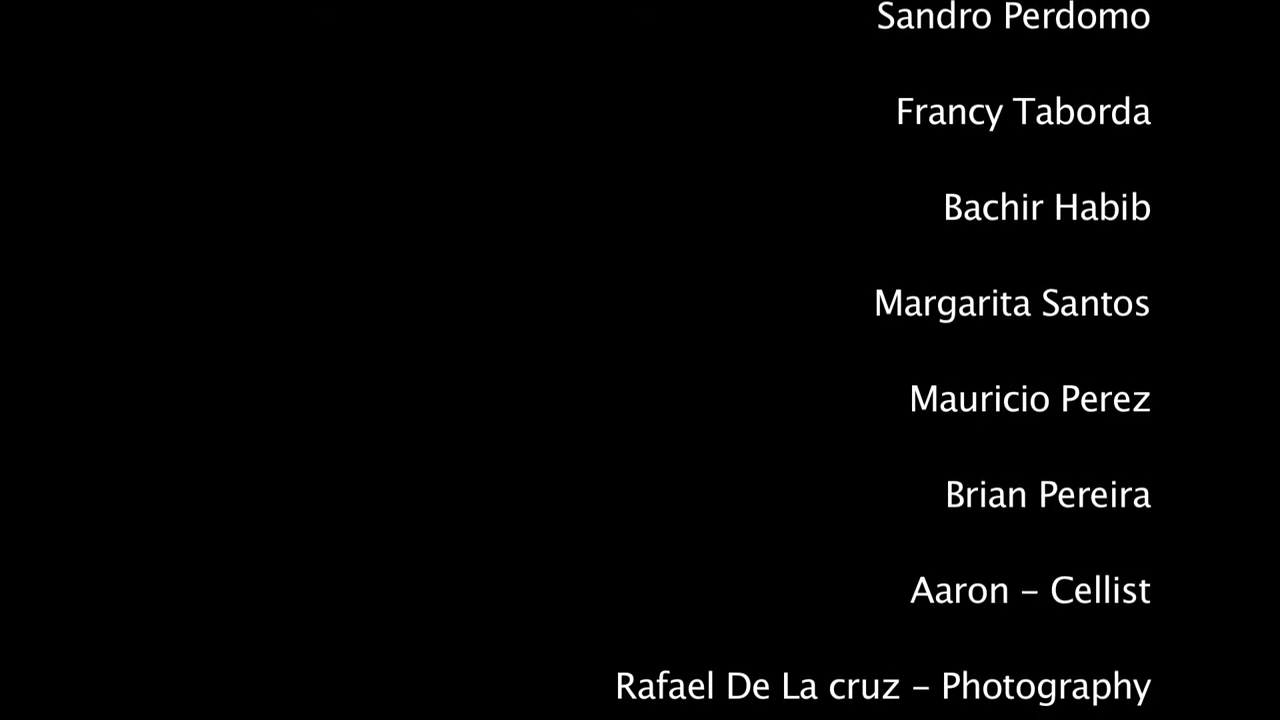 Sandro Perdomo
Francy Taborda
Bachir Habib
Margarita Santos
Mauricio Perez
Brian Pereira
Aaron – Cellist
Rafael De La cruz – Photography